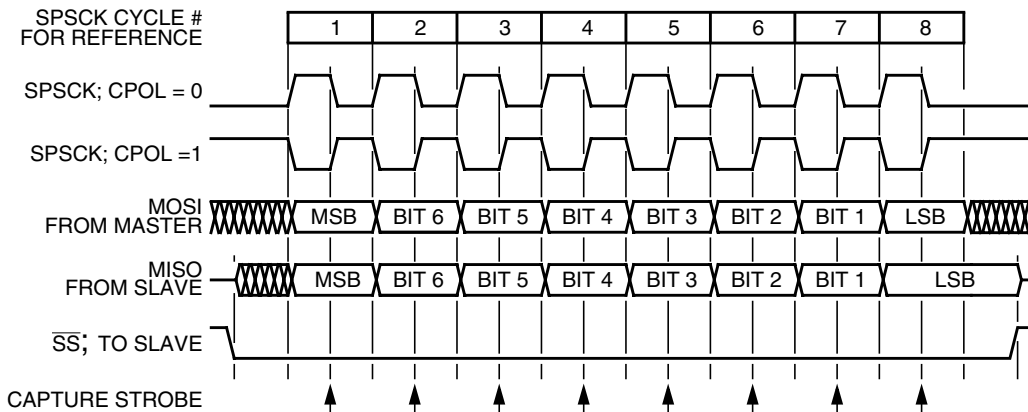 SPSCK CYCLE #
FOR REFERENCE
1 2 3 4 5 6 7 8
SPSCK; CPOL = 0
SPSCK; CPOL =1
MOSI
FROM MASTER
MSB BIT 6 BIT 5 BIT 4 BIT 3 BIT 2 BIT 1 LSB
MISO
FROM SLAVE
MSB BIT 6 BIT 5 BIT 4 BIT 3 BIT 2 BIT 1 LSB
S̅S̅; TO SLAVE
CAPTURE STROBE